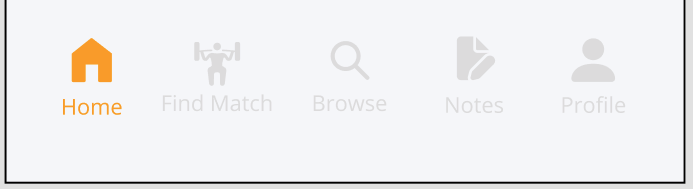 Home
Find Match
Browse
Notes
Profile